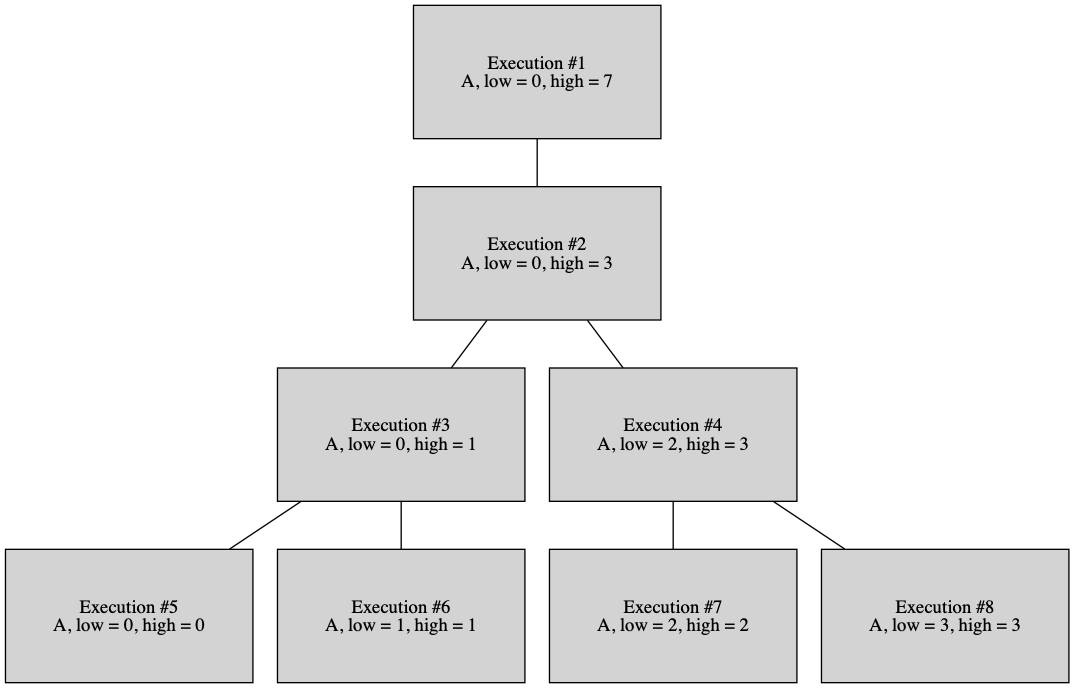 Execution #1
A, low = 0, high = 7
Execution #2
A, low = 0, high = 3
Execution #3
A, low = 0, high = 1
Execution #4
A, low = 2, high = 3
Execution #5
A, low = 0, high = 0
Execution #6
A, low = 1, high = 1
Execution #7
A, low = 2, high = 2
Execution #8
A, low = 3, high = 3